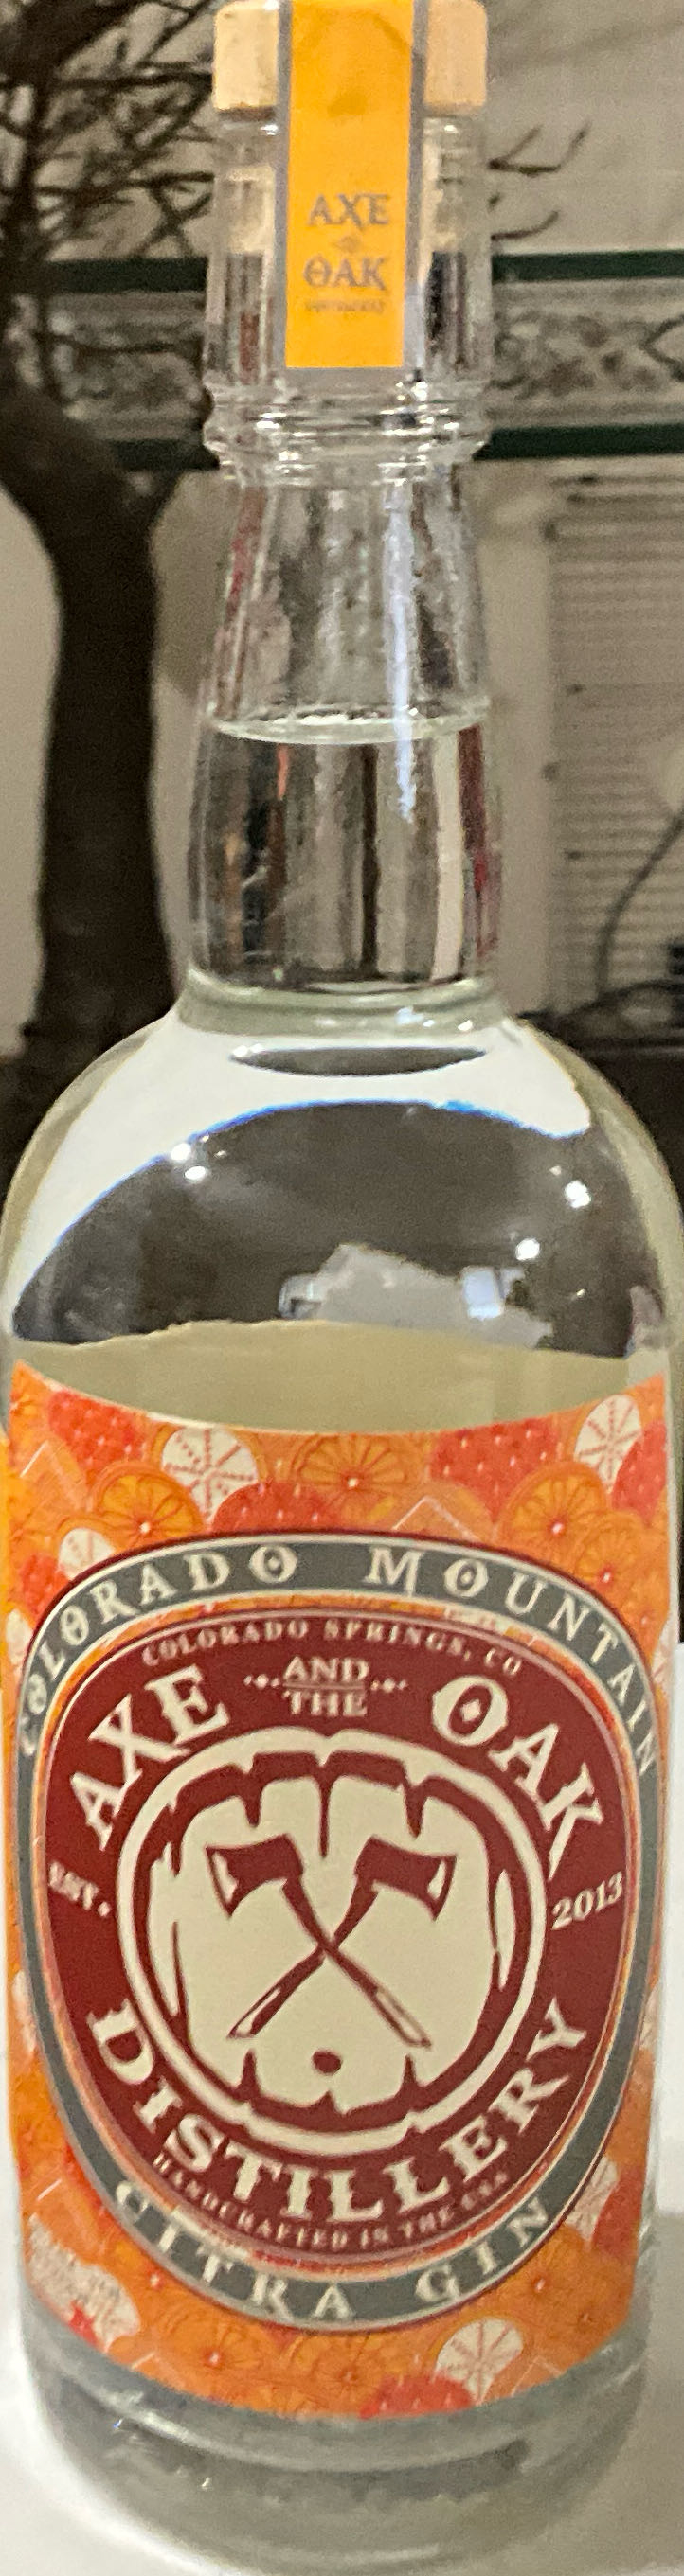 AXE
OAK
COLORADO MOUNTAIN
COLORADO SPRINGS, CO
AXE AND THE OAK
EST. 2013
DISTILLERY
HANDCRAFTED IN THE USA
CITRA GIN